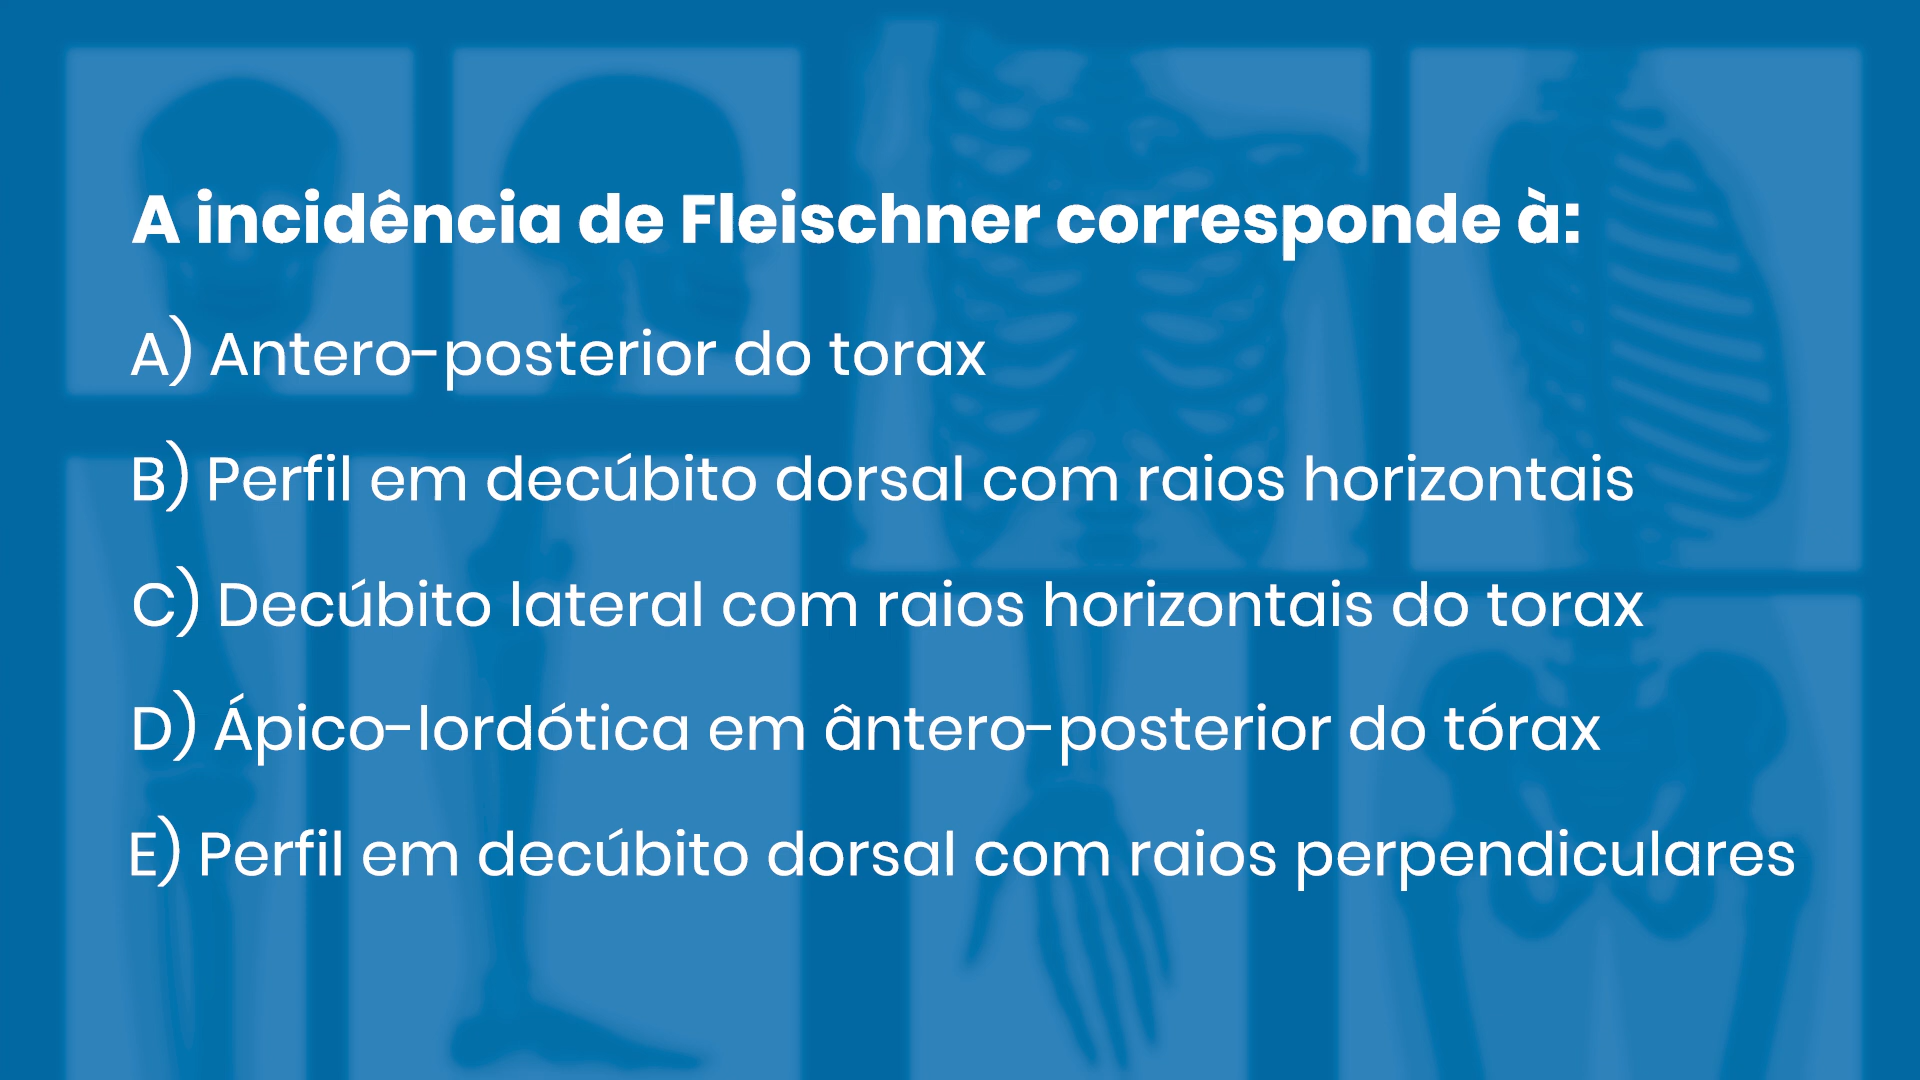 A incidência de Fleischner corresponde à:
A) Antero-posterior do torax
B) Perfil em decúbito dorsal com raios horizontais
C) Decúbito lateral com raios horizontais do torax
D) Ápico-lordótica em ântero-posterior do tórax
E) Perfil em decúbito dorsal com raios perpendiculares